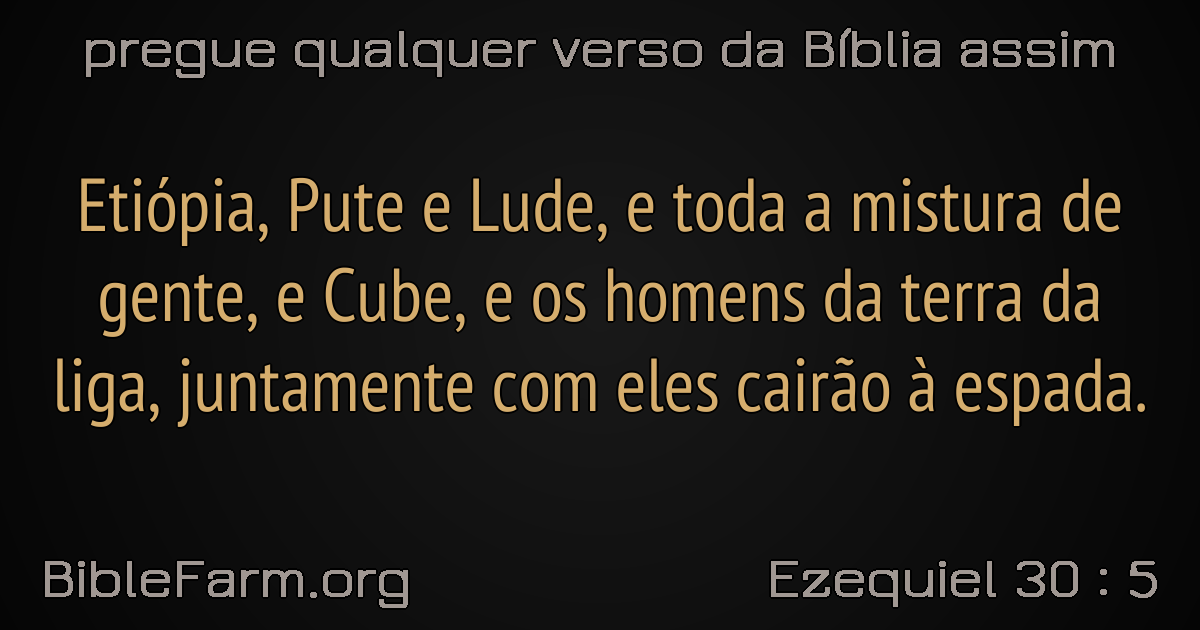 pregue qualquer verso da Bíblia assim
Etiópia, Pute e Lude, e toda a mistura de
gente, e Cube, e os homens da terra da
liga, juntamente com eles cairão à espada.
BibleFarm.org
Ezequiel 30 : 5